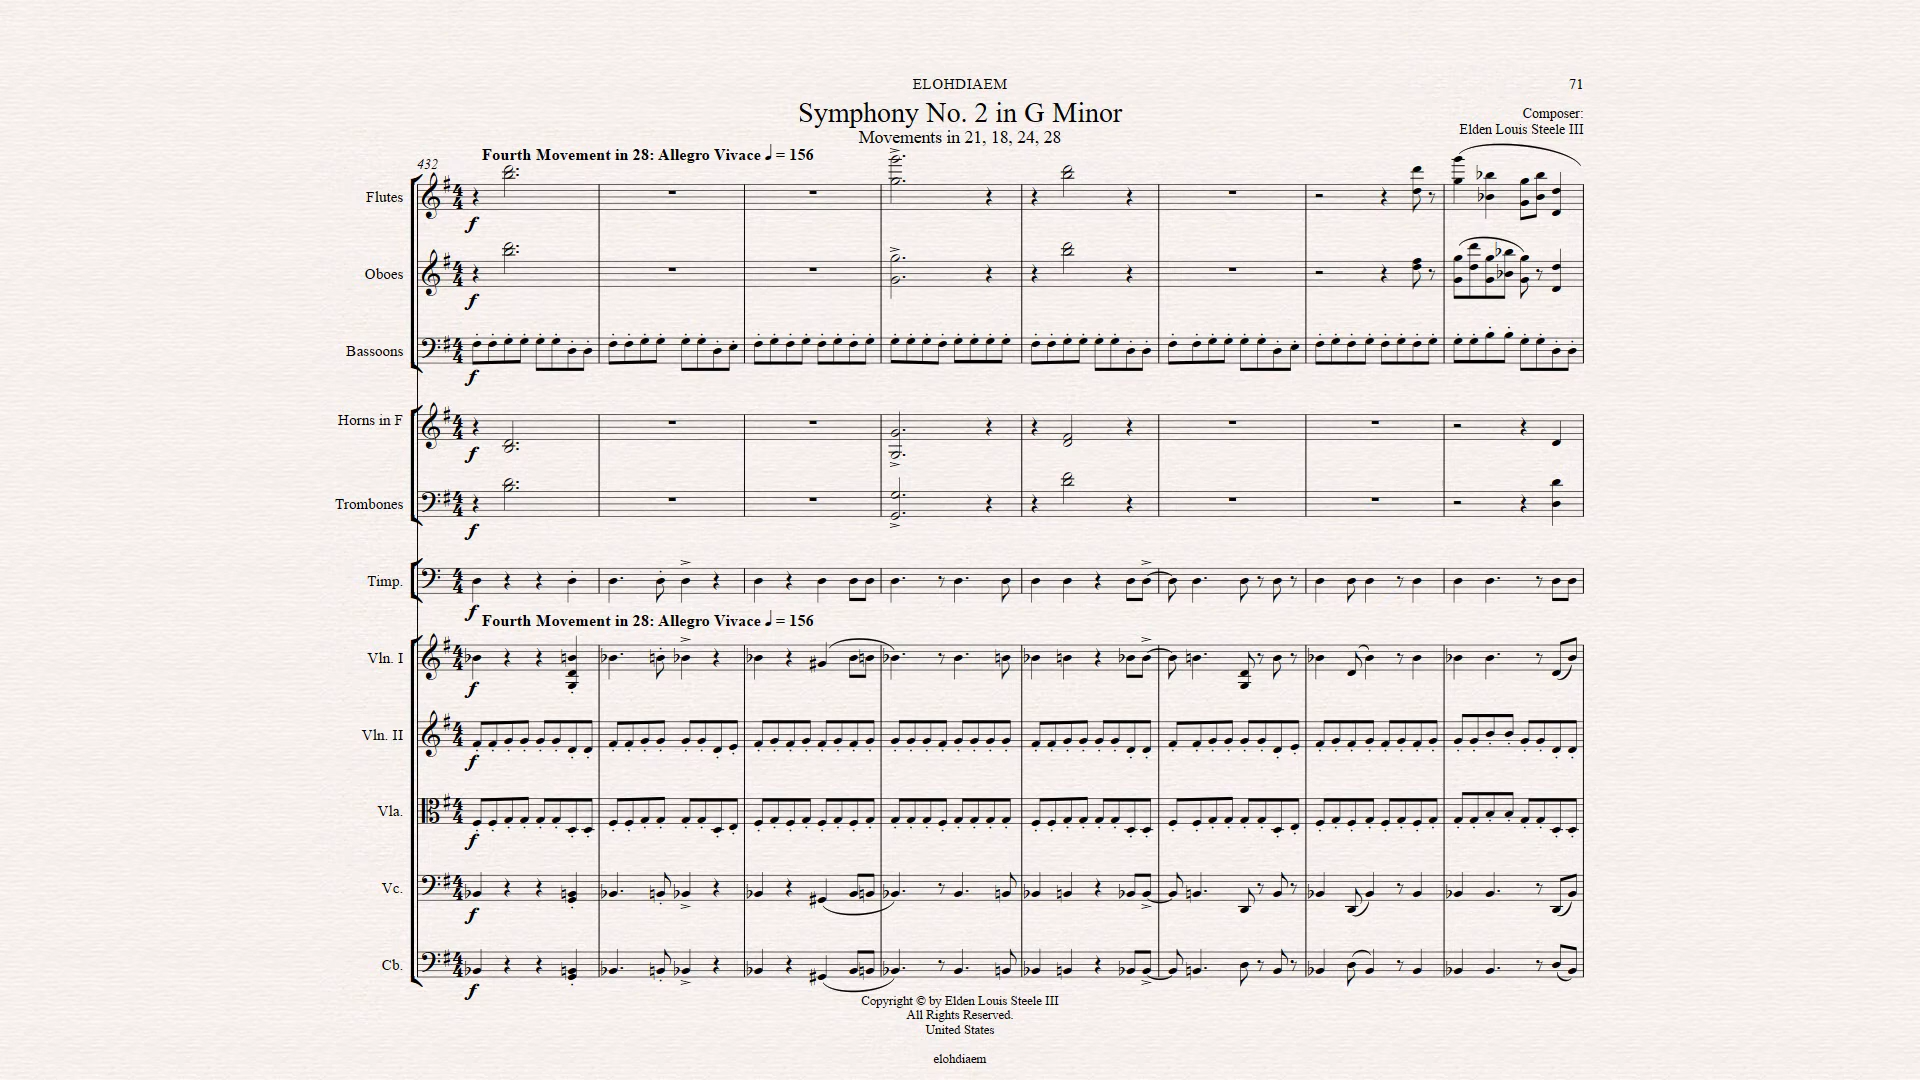 ELOHDIAEM
71
Symphony No. 2 in G Minor
Composer:
Elden Louis Steele III
Movements in 21, 18, 24, 28
Fourth Movement in 28: Allegro Vivace ♩ = 156
432
Flutes
f
Oboes
f
Bassoons
f
Horns in F
f
Trombones
f
Timp.
f
Fourth Movement in 28: Allegro Vivace ♩ = 156
Vln. I
f
Vln. II
f
Vla.
f
Vc.
f
Cb.
f
Copyright © by Elden Louis Steele III
All Rights Reserved.
United States
elohdiaem